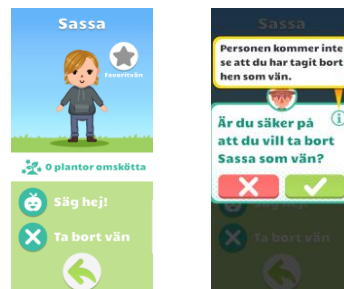 Sassa
Favoritvän
0 plantor omskötta
Säg hej!
Ta bort vän
Sassa
Personen kommer inte
se att du har tagit bort
hen som vän.
Är du säker på
att du vill ta bort
Sassa som vän?
Ta bort vän